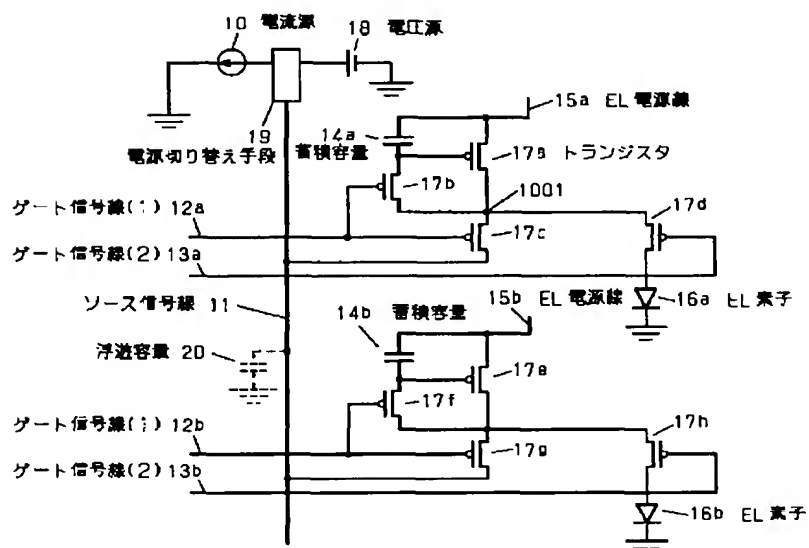 10 電流源
18 電圧源
19
電源切り替え手段
15a EL 電源線
14a
蓄積容量
17a トランジスタ
17b
1001
17d
17c
ゲート信号線(1) 12a
ゲート信号線(2) 13a
ソース信号線 11
16a EL 素子
浮遊容量 20
14b 蓄積容量
15b EL 電源線
17e
17f
17h
17g
ゲート信号線(1) 12b
ゲート信号線(2) 13b
16b EL 素子